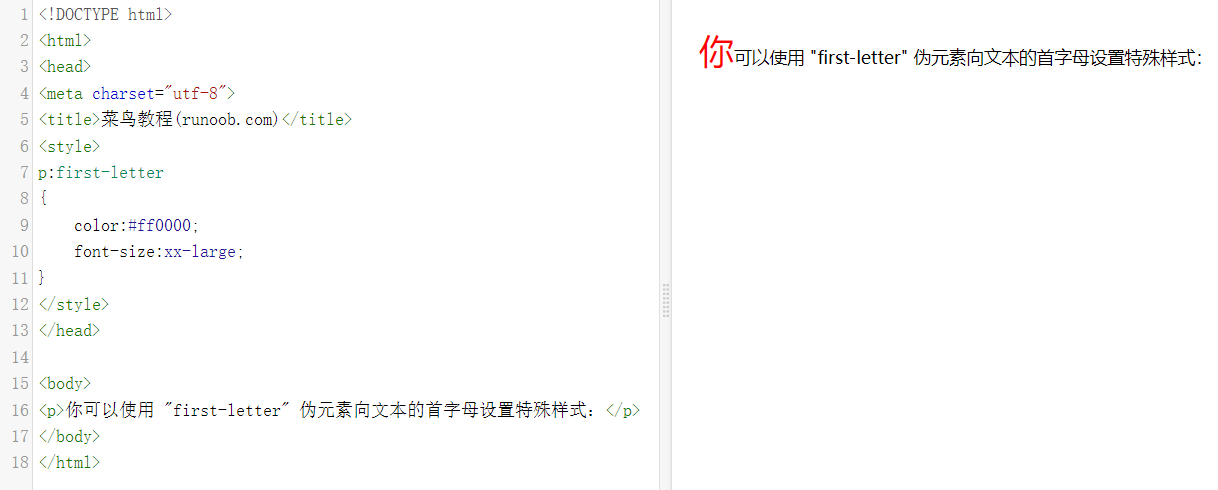 1 <!DOCTYPE html>
2 <html>
3 <head>
4 <meta charset="utf-8">
5 <title>菜鸟教程(runoob.com)</title>
6 <style>
7 p:first-letter
8 {
9     color:#ff0000;
10     font-size:xx-large;
11 }
12 </style>
13 </head>
14
15 <body>
16 <p>你可以使用 "first-letter" 伪元素向文本的首字母设置特殊样式：</p>
17 </body>
18 </html>
你可以使用 "first-letter" 伪元素向文本的首字母设置特殊样式：